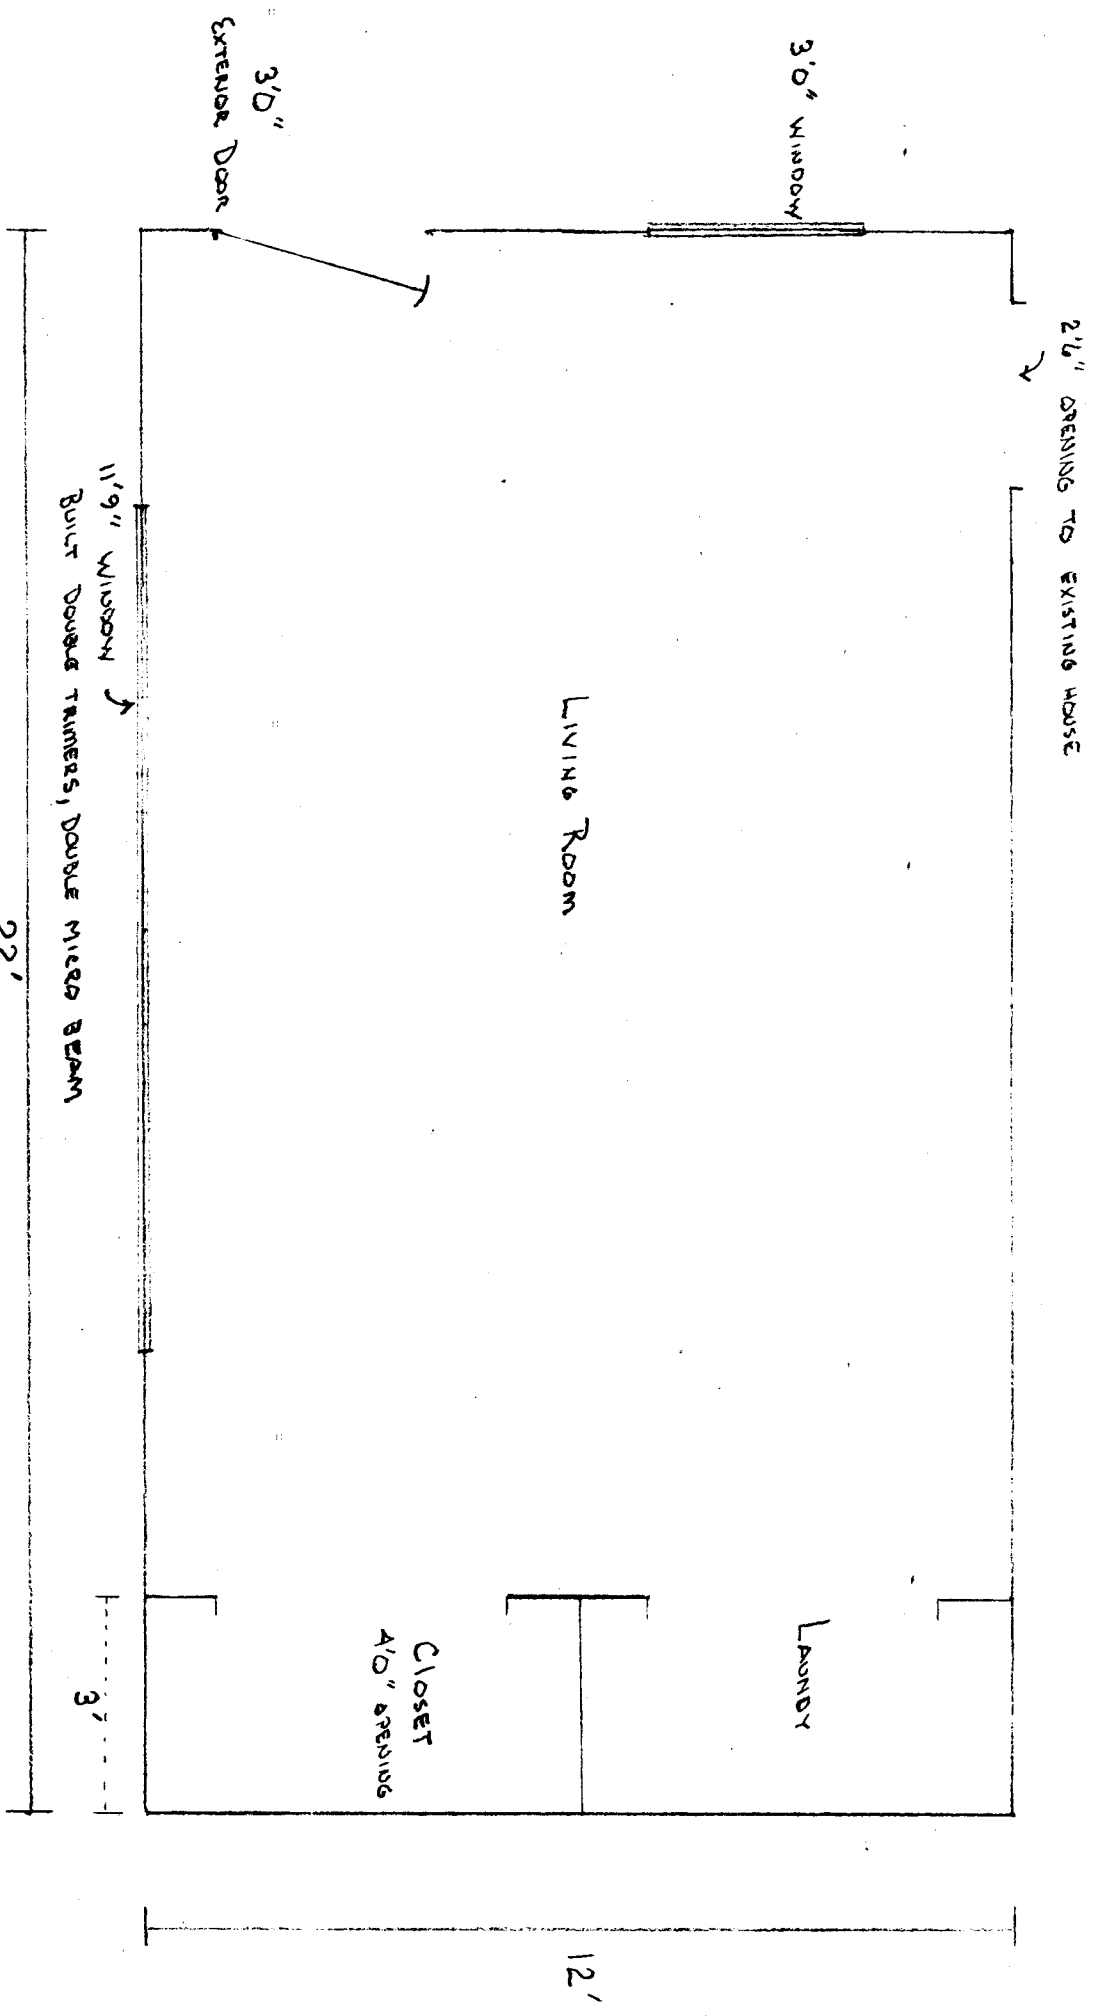 2'6" OPENING TO EXISTING HOUSE
3'0" WINDOW
LAUNDY
LIVING ROOM
12'
CLOSET
4'0" OPENING
3'0"
EXTERIOR DOOR
11'9" WINDOW
3'
BUILT DOUBLE TRIMERS, DOUBLE MICRO BEAM
22'